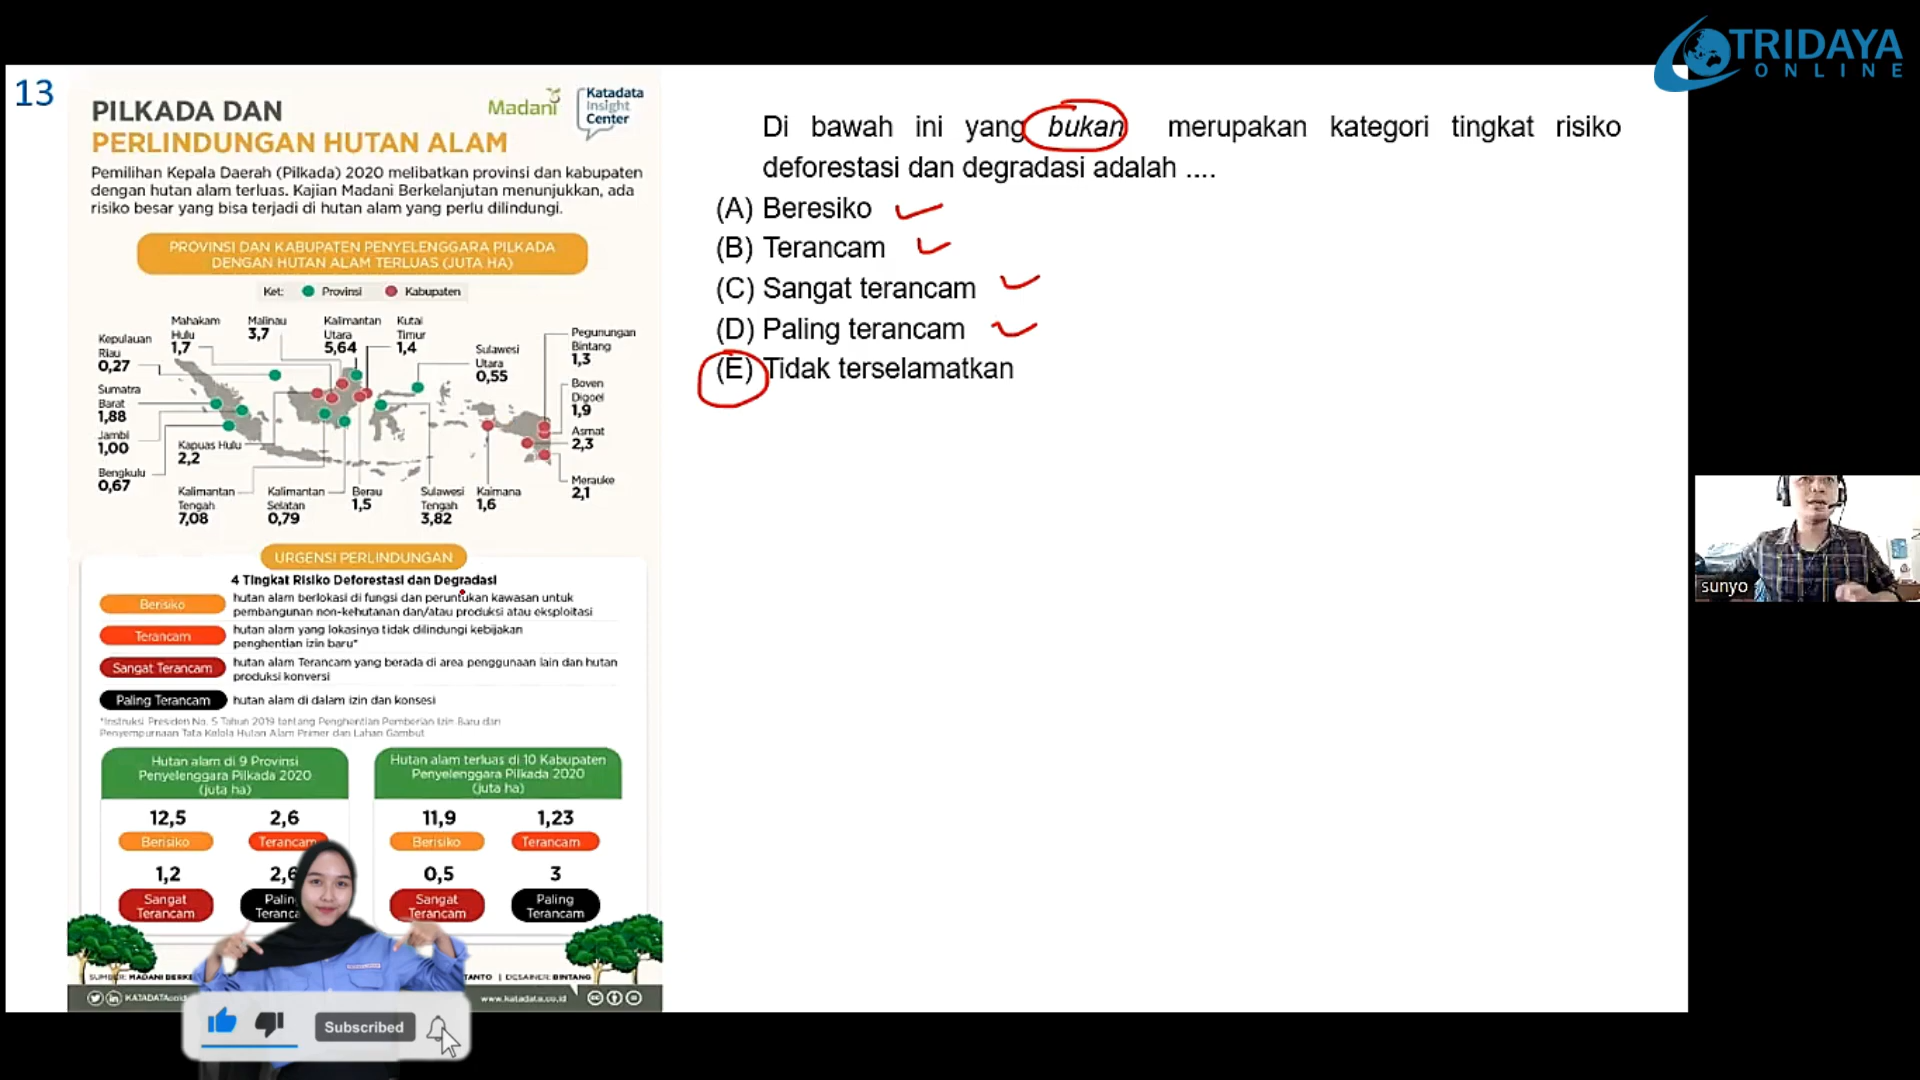 TRIDAYA
ONLINE
13
PILKADA DAN
PERLINDUNGAN HUTAN ALAM
Madani
Katadata
Insight
Center
Pemilihan Kepala Daerah (Pilkada) 2020 melibatkan provinsi dan kabupaten
dengan hutan alam terluas. Kajian Madani Berkelanjutan menunjukkan, ada
risiko besar yang bisa terjadi di hutan alam yang perlu dilindungi.
PROVINSI DAN KABUPATEN PENYELENGGARA PILKADA
DENGAN HUTAN ALAM TERLUAS (JUTA HA)
Ket: Provinsi Kabupaten
Kepulauan
Riau
0,27
Mahakam
Hulu
1,7
Malinau
3,7
Kalimantan
Utara
5,64
Kutai
Timur
1,4
Sulawesi
Utara
0,55
Pegunungan
Bintang
1,3
Boven
Digoel
1,9
Asmat
2,3
Merauke
2,1
Sumatra
Barat
1,88
Jambi
1,00
Bengkulu
0,67
Kapuas Hulu
2,2
Kalimantan
Tengah
7,08
Kalimantan
Selatan
0,79
Berau
1,5
Sulawesi
Tengah
3,82
Kaimana
1,6
URGENSI PERLINDUNGAN
4 Tingkat Risiko Deforestasi dan Degradasi
Berisiko
hutan alam berlokasi di fungsi dan peruntukan kawasan untuk
pembangunan non-kehutanan dan/atau produksi atau eksploitasi
Terancam
hutan alam yang lokasinya tidak dilindungi kebijakan
penghentian izin baru*
Sangat Terancam
hutan alam Terancam yang berada di area penggunaan lain dan hutan
produksi konversi
Paling Terancam
hutan alam di dalam izin dan konsesi
*Instruksi Presiden No. 5 Tahun 2019 tentang Penghentian Pemberian Izin Baru dan
Penyempurnaan Tata Kelola Hutan Alam Primer dan Lahan Gambut
Hutan alam di 9 Provinsi
Penyelenggara Pilkada 2020
(juta ha)
12,5 2,6
Berisiko Terancam
1,2 2,6
Sangat
Terancam
Palin
Teranca
Hutan alam terluas di 10 Kabupaten
Penyelenggara Pilkada 2020
(juta ha)
11,9 1,23
Berisiko Terancam
0,5 3
Sangat
Terancam
Paling
Terancam
SUMBER: MADANI BERKE
TANTO | DESAINER: BINTANG
www.katadata.co.id
Subscribed
Di bawah ini yang bukan merupakan kategori tingkat risiko
deforestasi dan degradasi adalah ....
(A) Beresiko
(B) Terancam
(C) Sangat terancam
(D) Paling terancam
(E) Tidak terselamatkan
sunyo